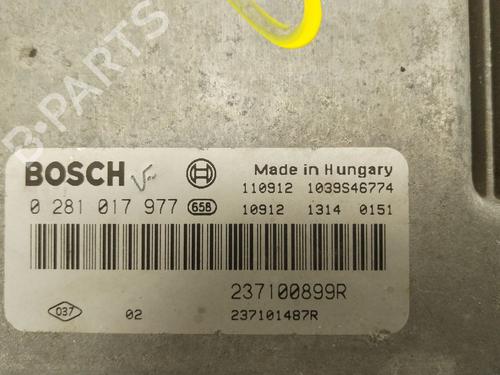 B-PARTS
BOSCH
Made in Hungary
110912 1039S46774
0 281 017 977 658
10912 1314 0151
237100899R
037 02 237101487R